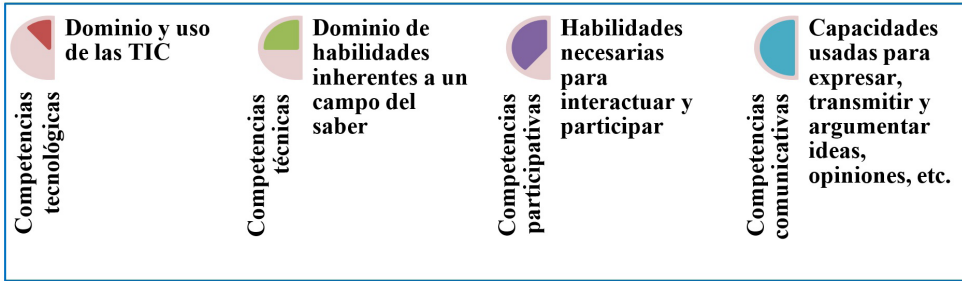 Dominio y uso
de las TIC
Competencias
tecnológicas
Dominio de
habilidades
inherentes a un
campo del
saber
Competencias
técnicas
Habilidades
necesarias
para
interactuar y
participar
Competencias
participativas
Capacidades
usadas para
expresar,
transmitir y
argumentar
ideas,
opiniones, etc.
Competencias
comunicativas